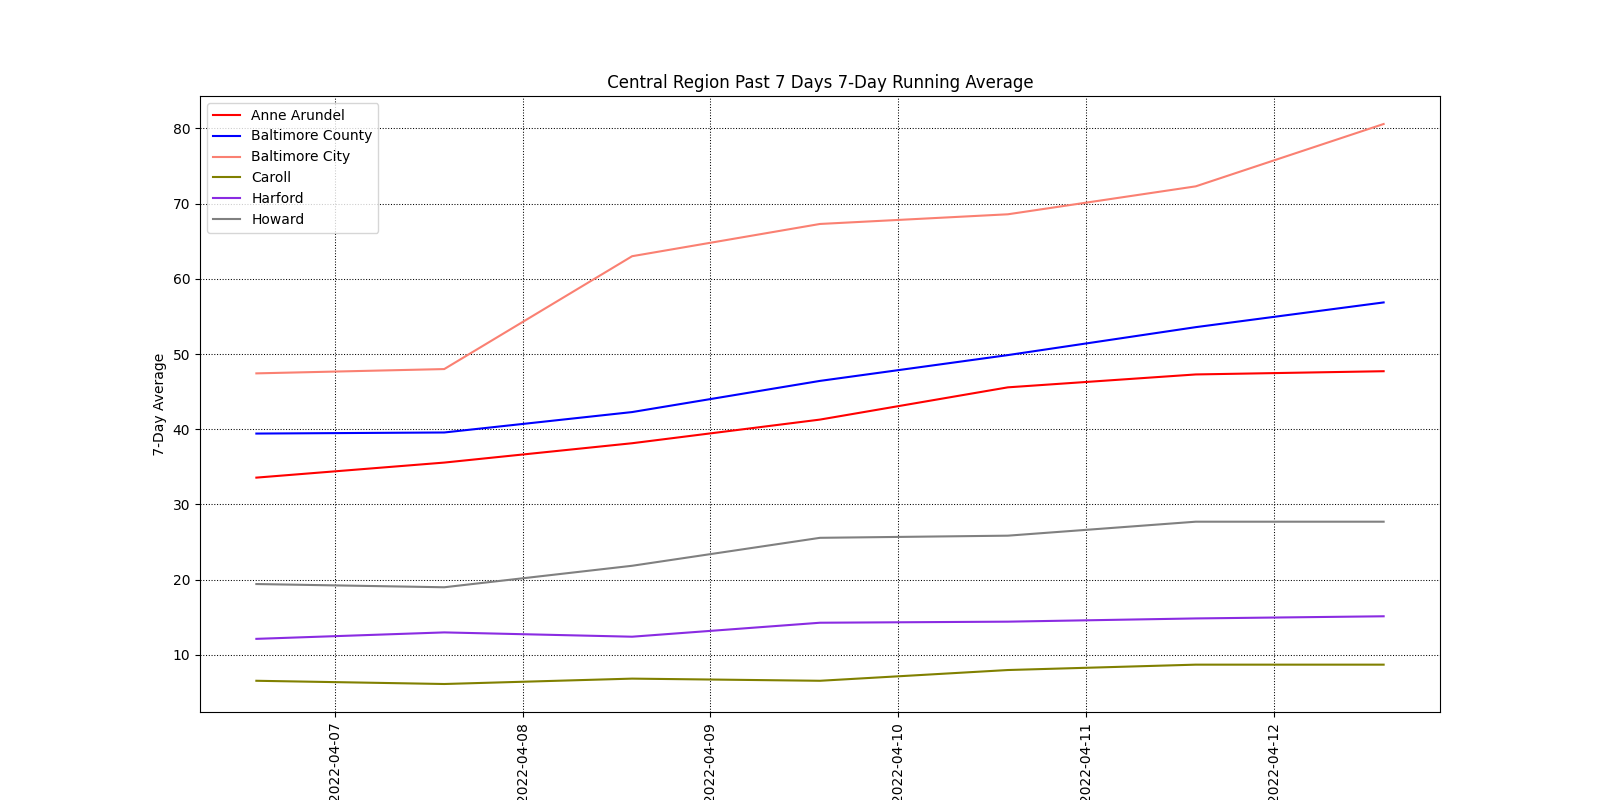 Central Region Past 7 Days 7-Day Running Average
Anne Arundel
Baltimore County
Baltimore City
Caroll
Harford
Howard
80
70
60
50
40
30
20
10
7-Day Average
2022-04-07
2022-04-08
2022-04-09
2022-04-10
2022-04-11
2022-04-12